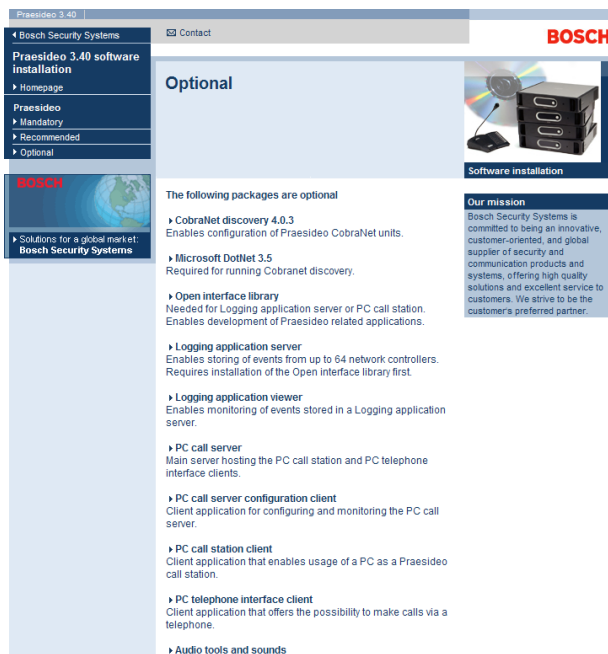 Praesideo 3.40
Bosch Security Systems
Contact
BOSCH
Praesideo 3.40 software
installation
Homepage
Praesideo
Mandatory
Recommended
Optional
BOSCH
Solutions for a global market:
Bosch Security Systems
Optional
The following packages are optional
CobraNet discovery 4.0.3
Enables configuration of Praesideo CobraNet units.
Microsoft DotNet 3.5
Required for running Cobranet discovery.
Open interface library
Needed for Logging application server or PC call station.
Enables development of Praesideo related applications.
Logging application server
Enables storing of events from up to 64 network controllers.
Requires installation of the Open interface library first.
Logging application viewer
Enables monitoring of events stored in a Logging application
server.
PC call server
Main server hosting the PC call station and PC telephone
interface clients.
PC call server configuration client
Client application for configuring and monitoring the PC call
server.
PC call station client
Client application that enables usage of a PC as a Praesideo
call station.
PC telephone interface client
Client application that offers the possibility to make calls via a
telephone.
Audio tools and sounds
Software installation
Our mission
Bosch Security Systems is
committed to being an innovative,
customer-oriented, and global
supplier of security and
communication products and
systems, offering high quality
solutions and excellent service to
customers. We strive to be the
customer's preferred partner.